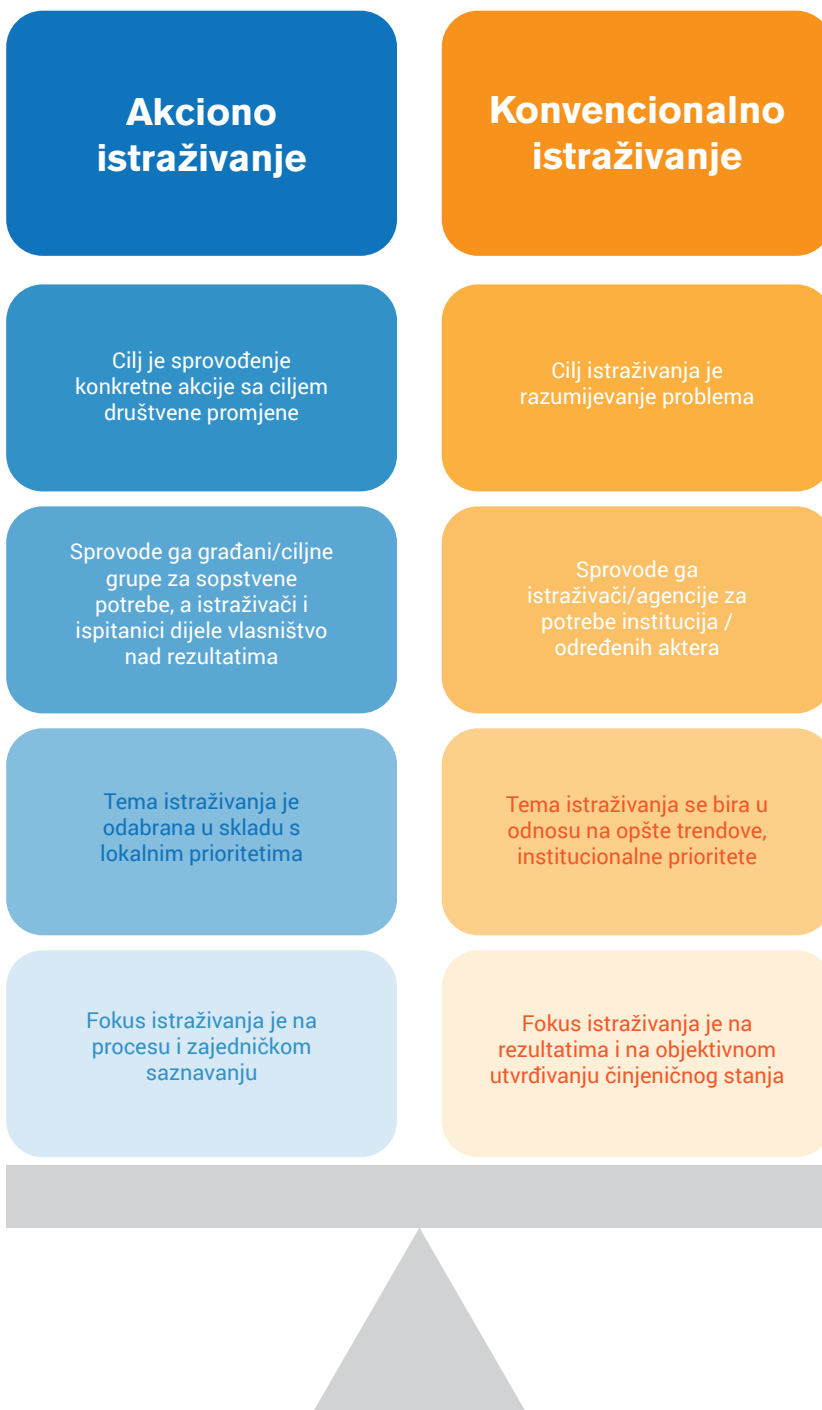 Akciono
istraživanje
Cilj je sprovođenje
konkretne akcije sa ciljem
društvene promjene
Sprovode ga građani/ciljne
grupe za sopstvene
potrebe, a istraživači i
ispitanici dijele vlasništvo
nad rezultatima
Tema istraživanja je
odabrana u skladu s
lokalnim prioritetima
Fokus istraživanja je na
procesu i zajedničkom
saznavanju
Konvencionalno
istraživanje
Cilj istraživanja je
razumijevanje problema
Sprovode ga
istraživači/agencije za
potrebe institucija /
određenih aktera
Tema istraživanja se bira u
odnosu na opšte trendove,
institucionalne prioritete
Fokus istraživanja je na
rezultatima i na objektivnom
utvrđivanju činjeničnog stanja